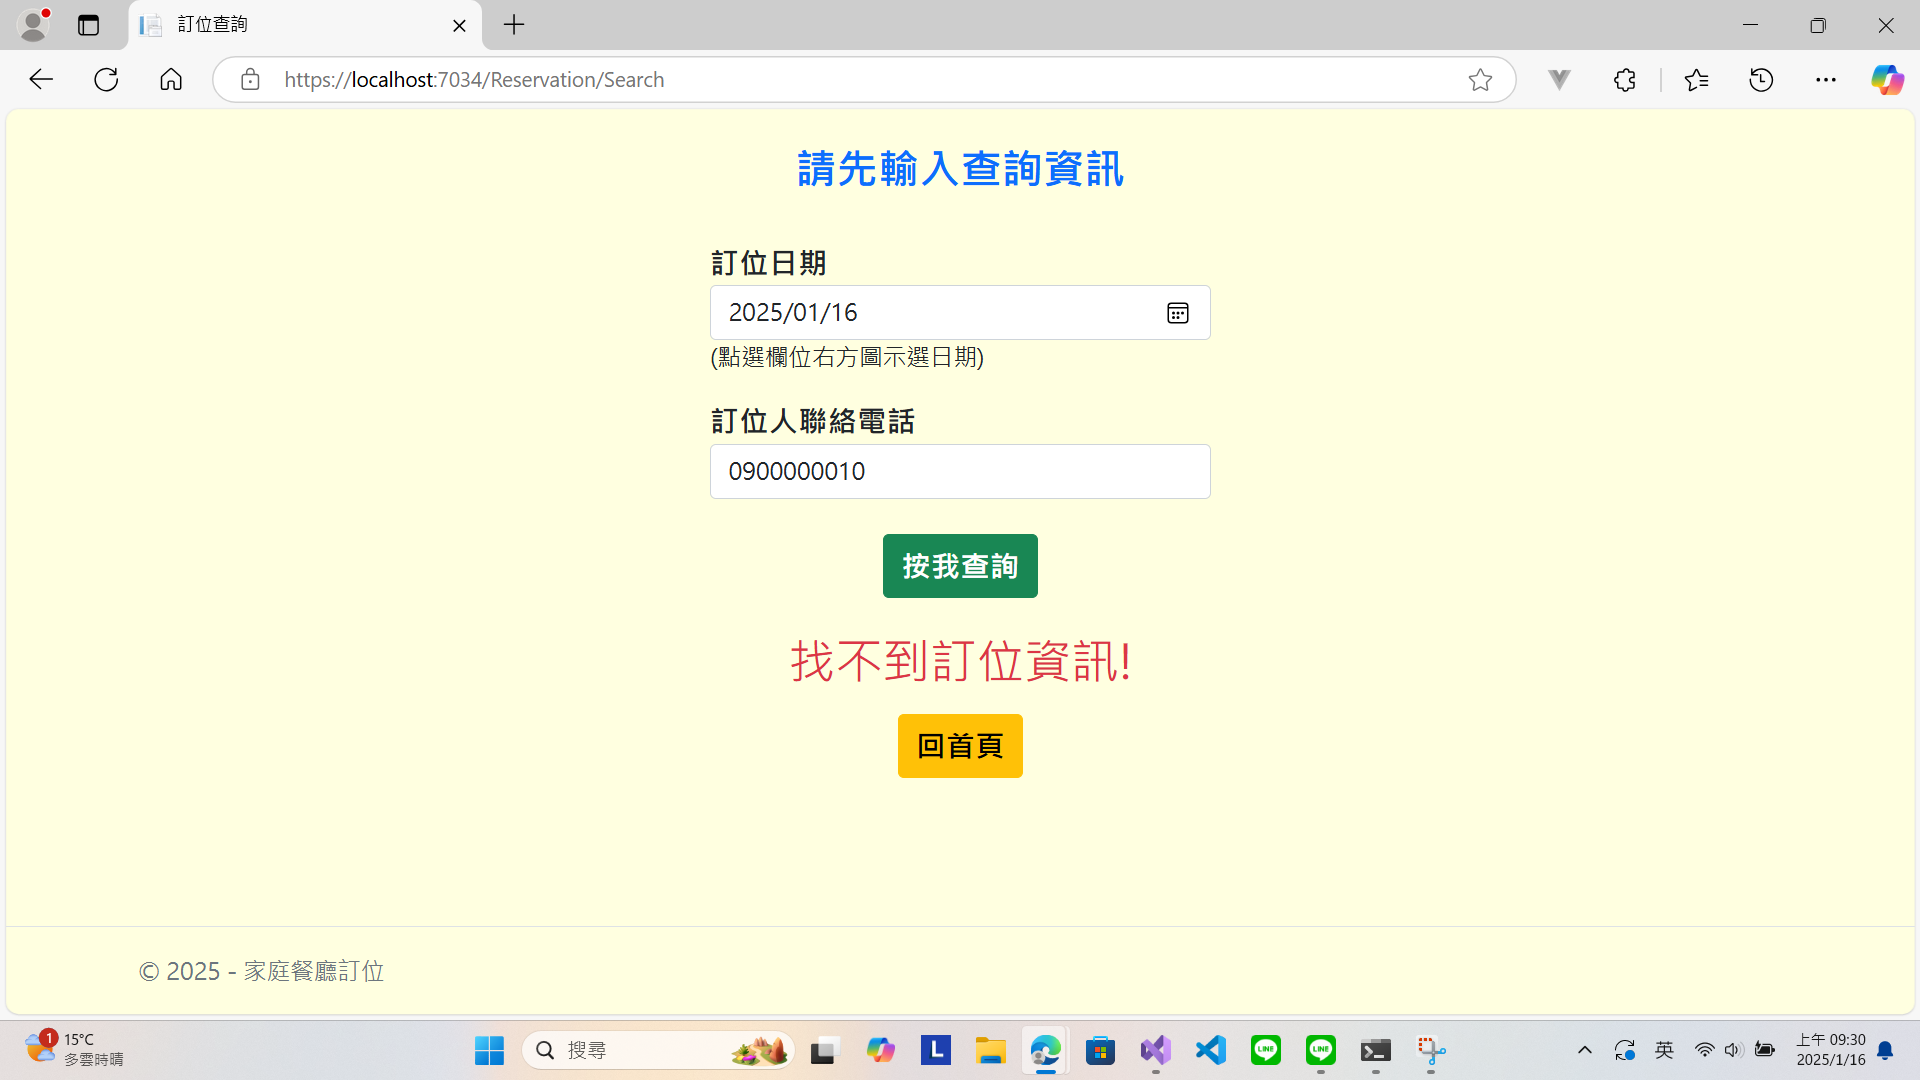 訂位查詢
https://localhost:7034/Reservation/Search
請先輸入查詢資訊
訂位日期
2025/01/16
(點選欄位右方圖示選日期)
訂位人聯絡電話
0900000010
按我查詢
找不到訂位資訊!
回首頁
© 2025 - 家庭餐廳訂位
1
15°C
多雲時晴
搜尋
L
LINE
LINE
英
上午 09:30
2025/1/16